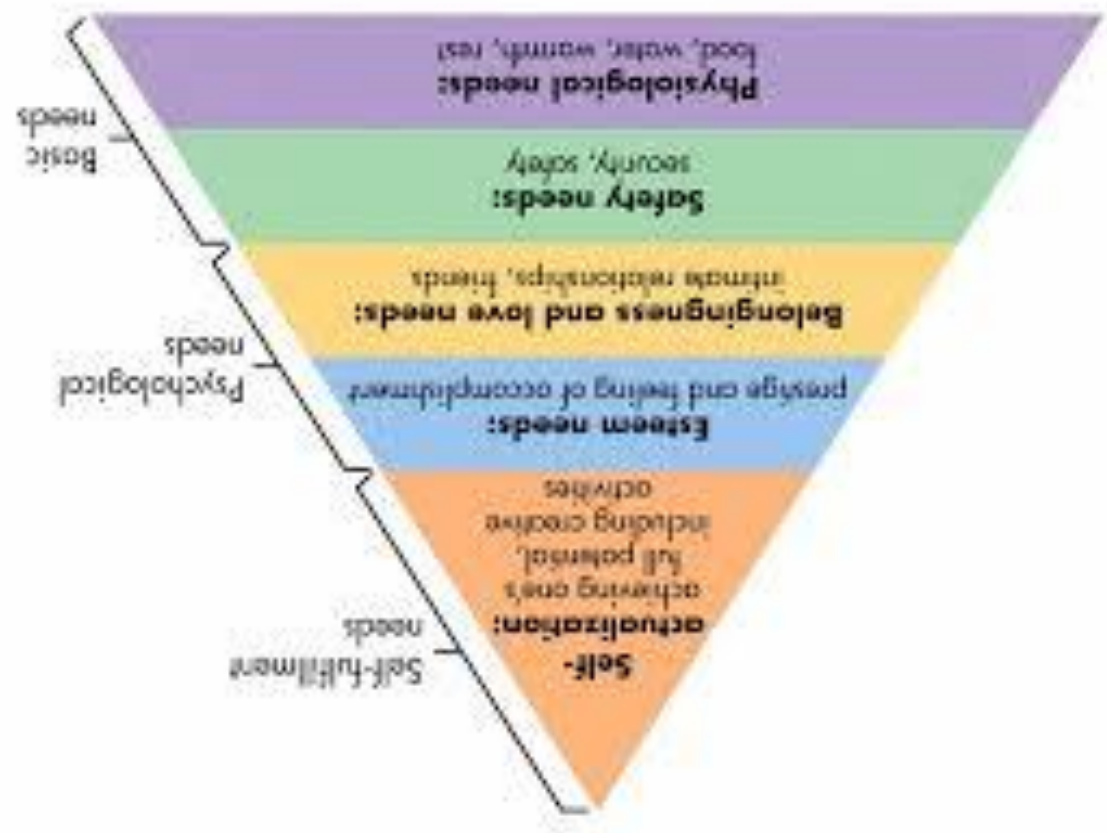 Self-
actualization:
achieving one's
full potential,
including creative
activities
Esteem needs:
prestige and feeling of accomplishment
Belongingness and love needs:
intimate relationships, friends
Safety needs:
security, safety
Physiological needs:
food, water, warmth, rest
Self-fulfillment
needs
Psychological
needs
Basic
needs